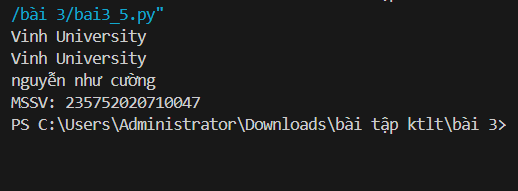 /bài 3/bai3_5.py"
Vinh University
Vinh University
nguyễn như cường
MSSV: 235752020710047
PS C:\Users\Administrator\Downloads\bài tập ktlt\bài 3>